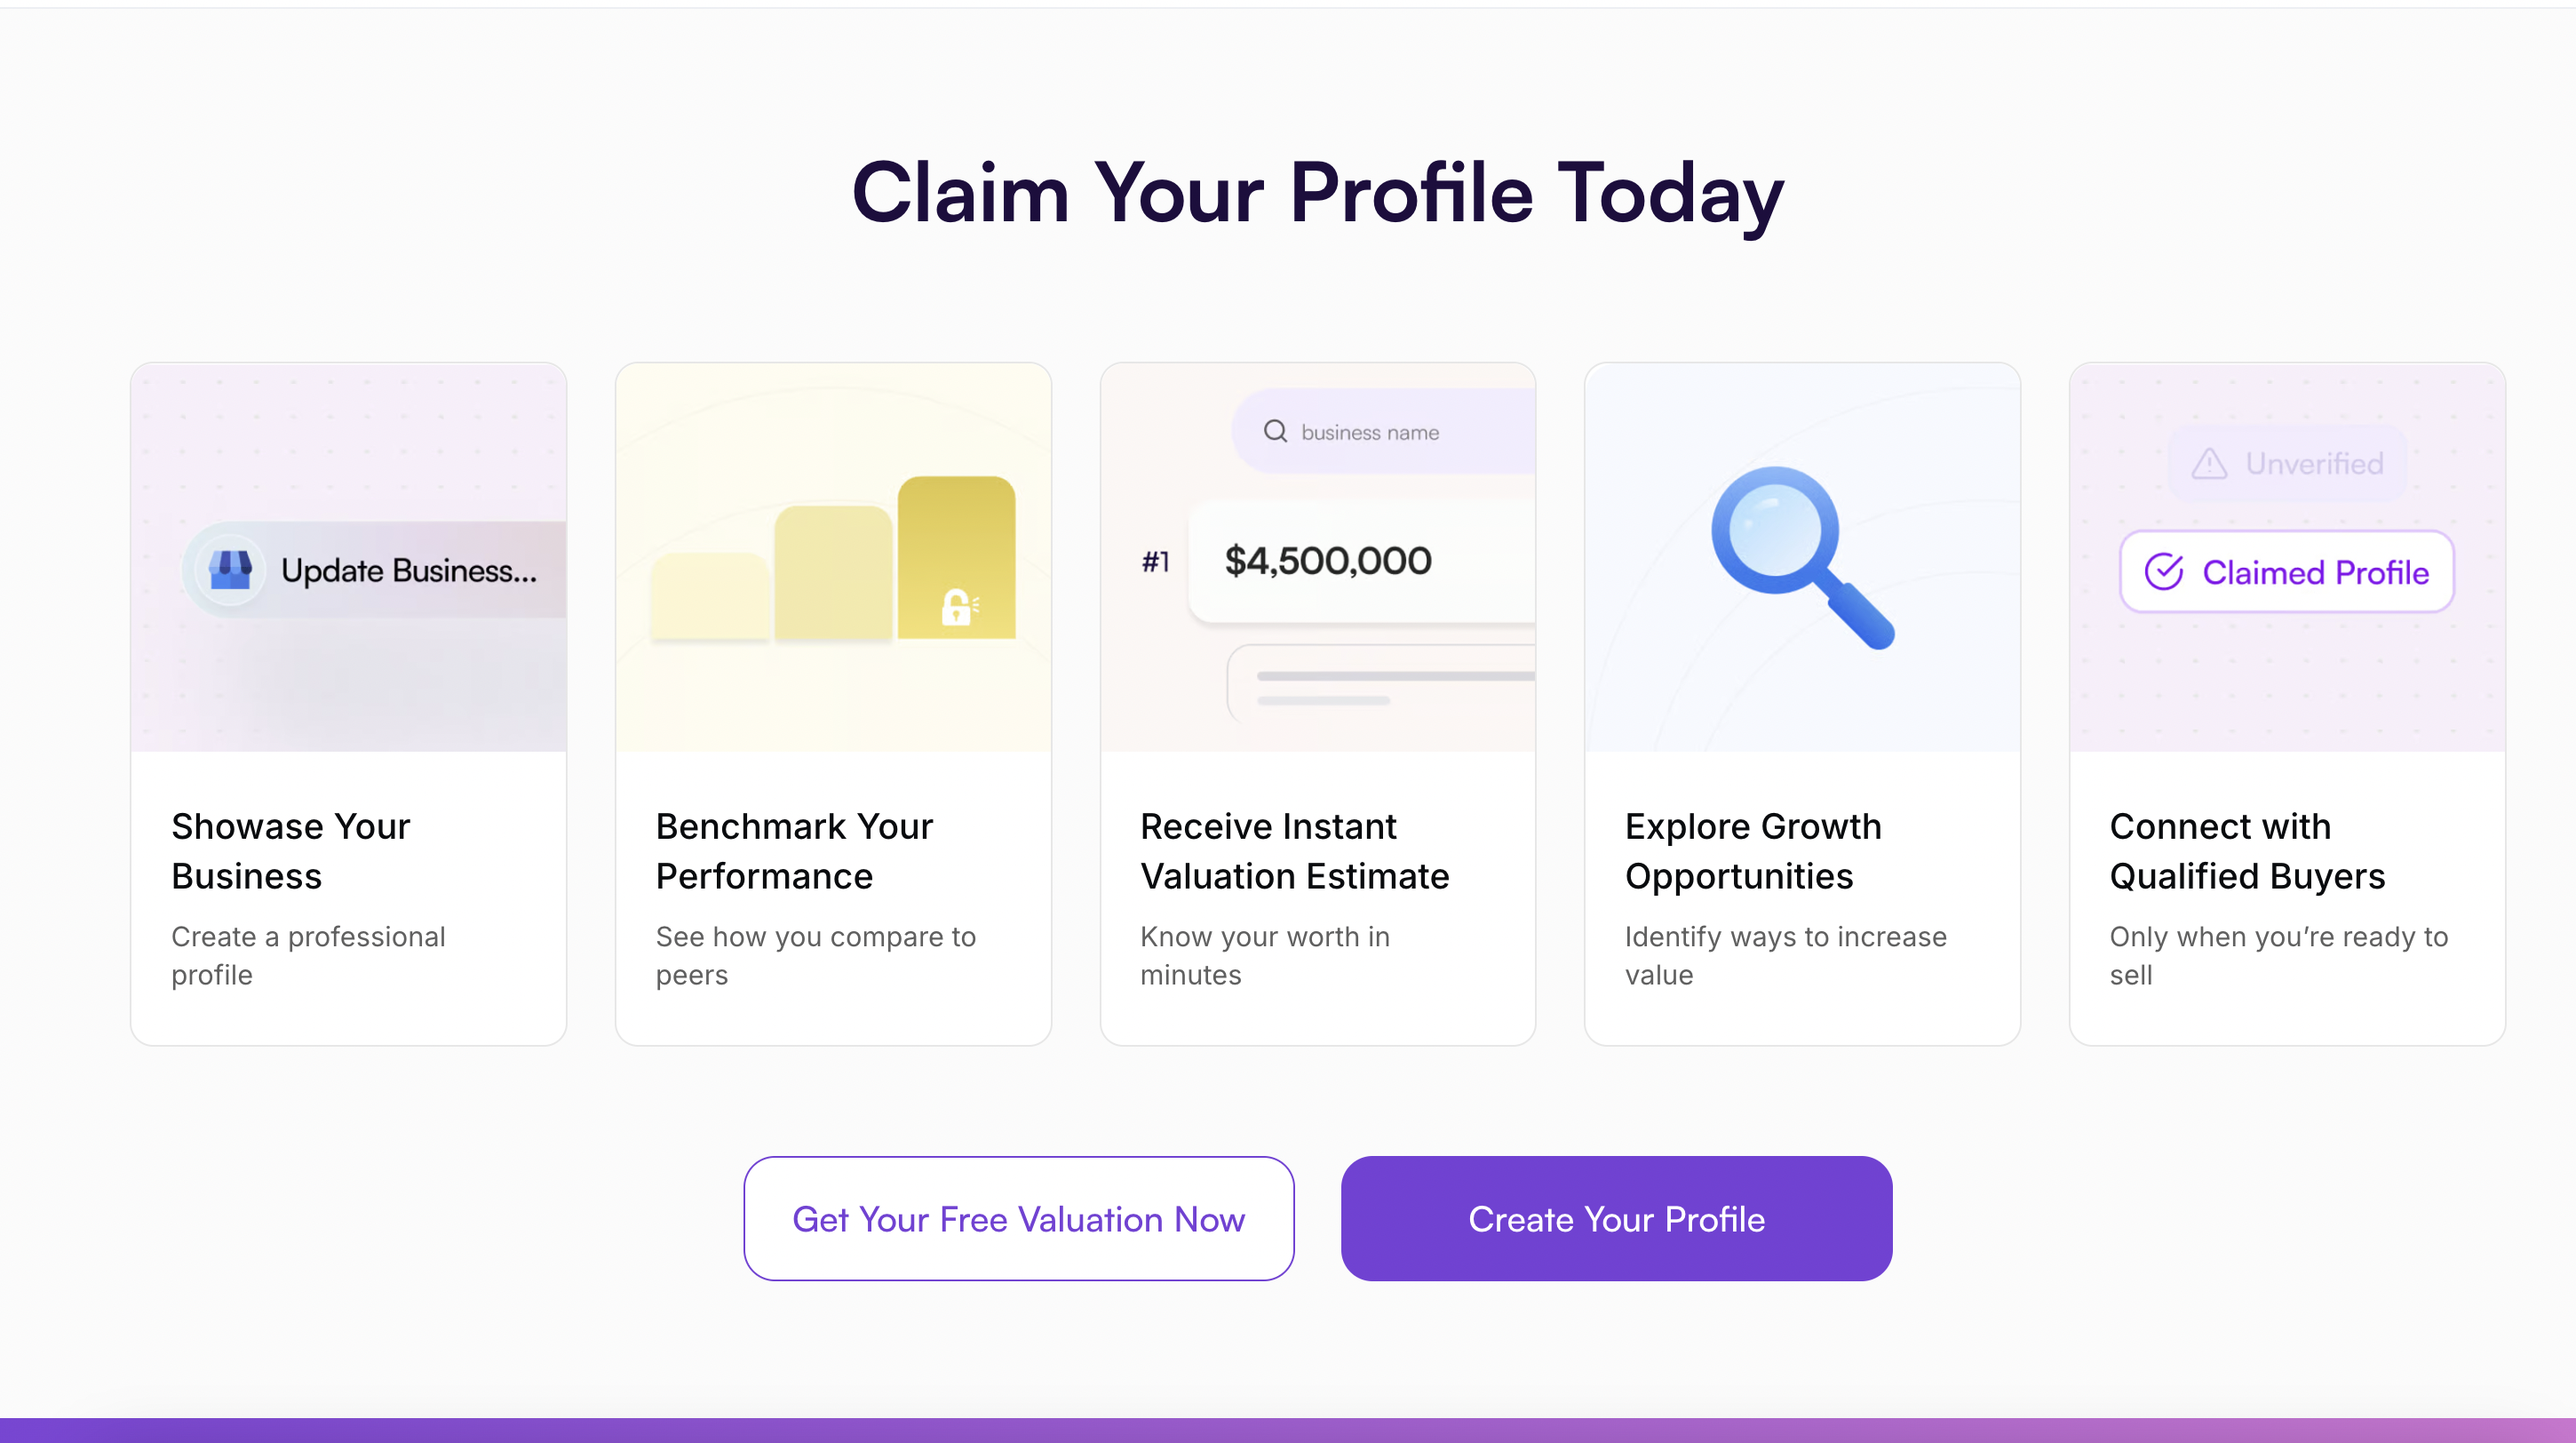 Claim Your Profile Today
Update Business...
business name
#1
$4,500,000
Unverified
Claimed Profile
Showase Your
Business
Create a professional
profile
Benchmark Your
Performance
See how you compare to
peers
Receive Instant
Valuation Estimate
Know your worth in
minutes
Explore Growth
Opportunities
Identify ways to increase
value
Connect with
Qualified Buyers
Only when you’re ready to
sell
Get Your Free Valuation Now
Create Your Profile